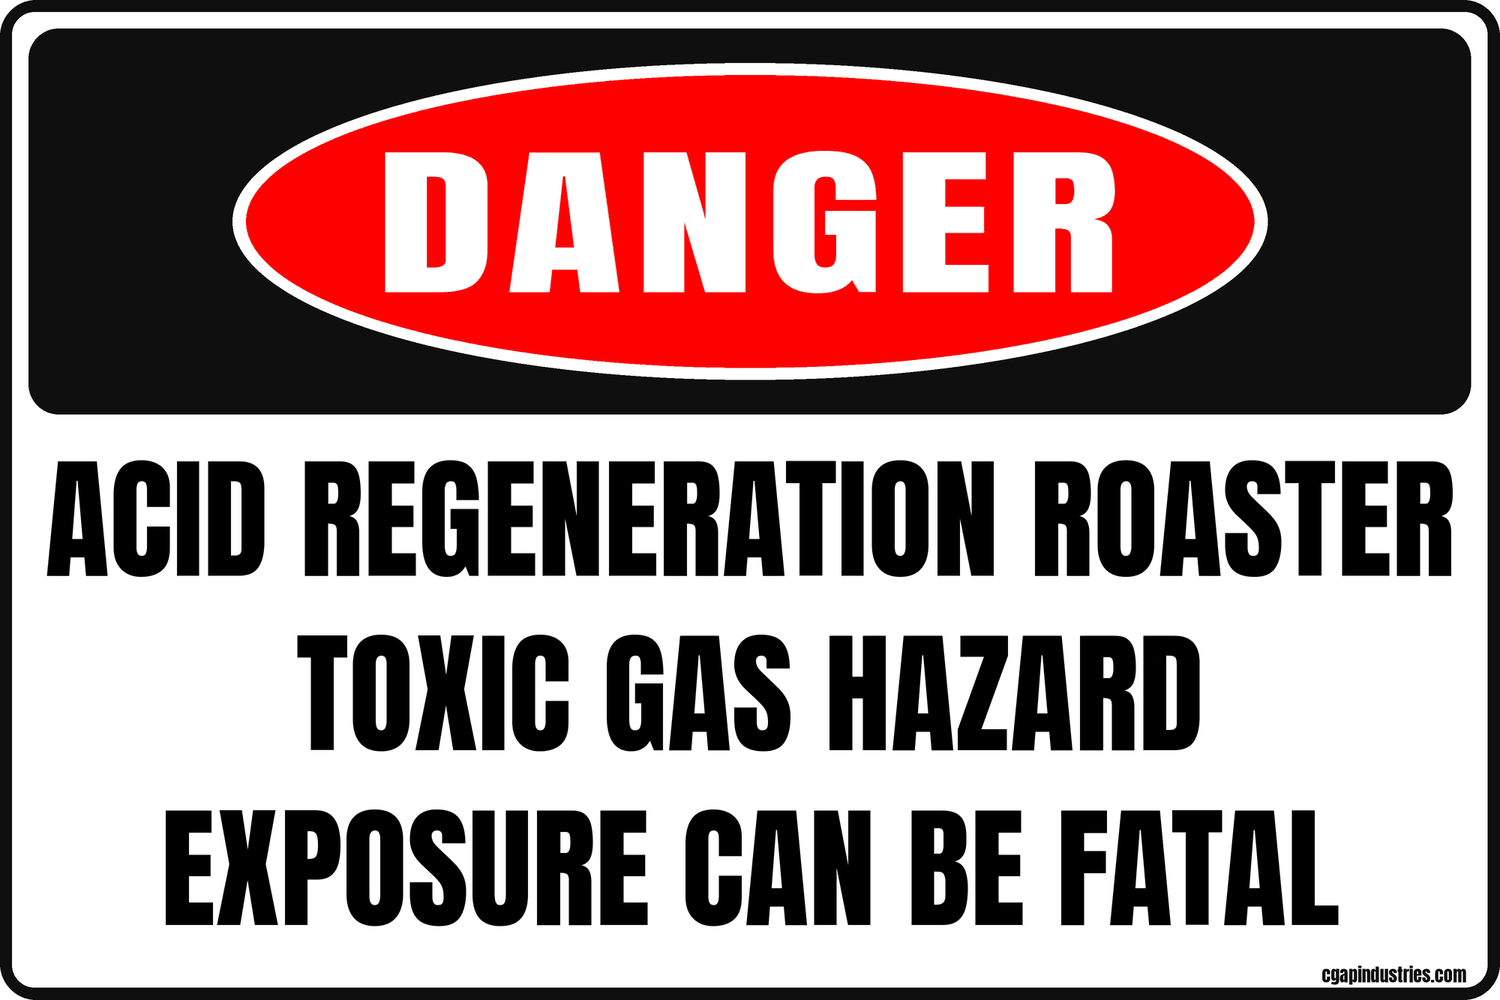 DANGER
ACID REGENERATION ROASTER
TOXIC GAS HAZARD
EXPOSURE CAN BE FATAL
cgapindustries.com